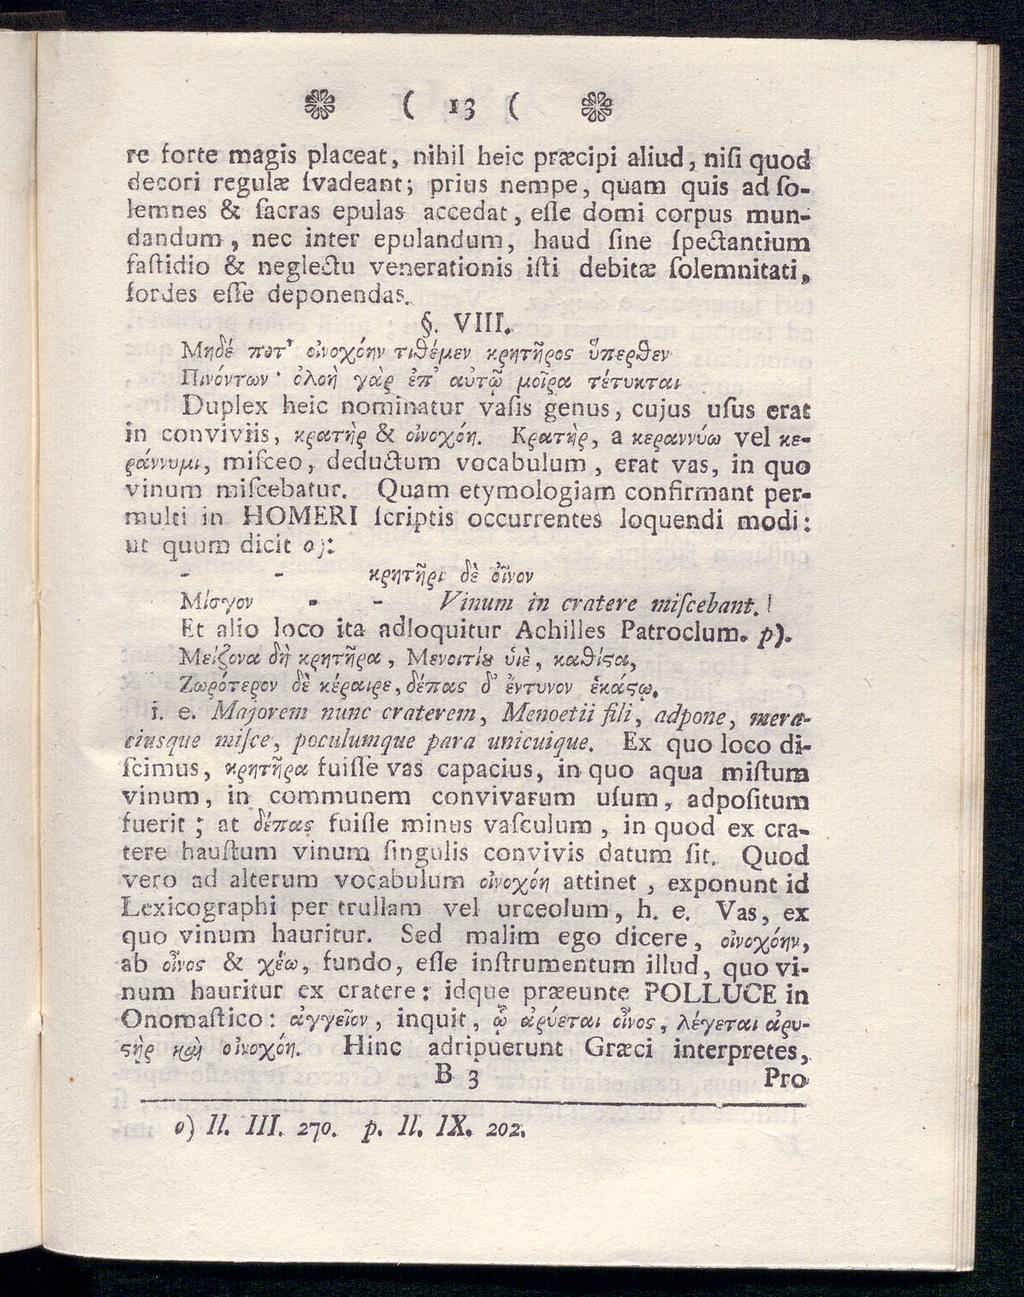 ( 13 (
re forte magis placeat, nihil heic præcipi aliud, niſi quod
decori regulæ ſvadeant; prius nempe, quam quis ad ſo-
lemnes & ſacras epulas accedat, eſſe domi corpus mun-
dandum, nec inter epulandum, haud ſine ſpectantium
faſtidio & neglectu venerationis iſti debitæ ſolemnitati,
ſordes eſſe deponendas.
§. VIII.
Μηδέ ποτ' οἰνοχόην τιϑέμεν κρητῆρος ὕπερϑεν
Πινόντων· ὀλοὴ γὰρ ἐπ' αὐτῷ μοῖρα τέτυκται
Duplex heic nominatur vaſis genus, cujus uſus erat
in conviviis, κρατὴρ & οἰνοχόη. Κρατὴρ, a κεραννύω vel κε-
ράννυμι, miſceo, deductum vocabulum, erat vas, in quo
vinum miſcebatur. Quam etymologiam confirmant per-
multi in HOMERI ſcriptis occurrentes loquendi modi:
ut quum dicit o):
- - κρητῆρι δὲ οἶνον
Μίσγον - - Vinum in cratere miſcebant.
Et alio loco ita adloquitur Achilles Patroclum. p).
Μείζονα δὴ κρητῆρα, Μενοιτίȣ ὑιὲ, καϑίϛα,
Ζωρότερον δὲ κέραιρε, δέπας δ' ἔντυνον ἑκάϛῳ.
i. e. Majorem nunc craterem, Menoetii fili, adpone, mera-
ciusque miſce, poculumque para unicuique. Ex quo loco di-
ſcimus, κρητῆρα fuiſſe vas capacius, in quo aqua miſtum
vinum, in communem convivarum uſum, adpoſitum
fuerit; at δέπας fuiſſe minus vaſculum, in quod ex cra-
tere hauſtum vinum ſingulis convivis datum ſit. Quod
vero ad alterum vocabulum οἰνοχόη attinet, exponunt id
Lexicographi per trullam vel urceolum, h. e. Vas, ex
quo vinum hauritur. Sed malim ego dicere, οἰνοχόην,
ab οἶνος & χέω, fundo, eſſe inſtrumentum illud, quo vi-
num hauritur ex cratere: idque præeunte POLLUCE in
Onomaſtico: ἀγγεῖον, inquit, ᾧ ἀρύεται οἶνος, λέγεται ἀρυ-
ϛὴρ καὶ οἰνοχόη. Hinc adripuerunt Græci interpretes,
B 3 Pro
o) Il. III. 270. p. Il. IX. 202.